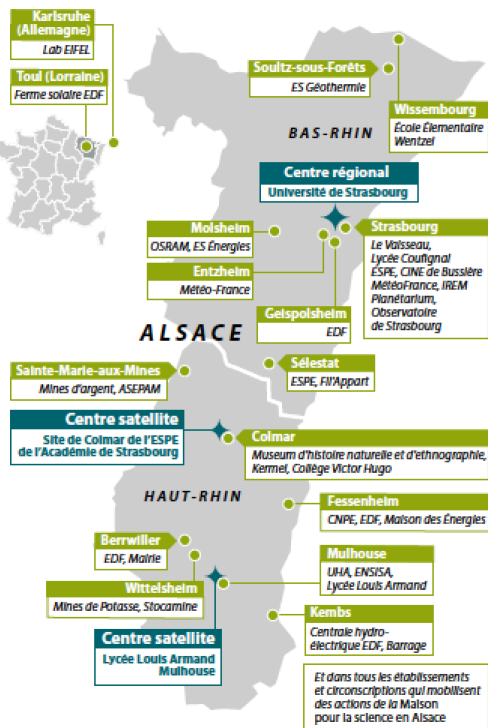 Karlsruhe
(Allemagne)
Lab EIFEL
Toul (Lorraine)
Ferme solaire EDF
Soultz-sous-Forêts
ES Géothermie
Wissembourg
École Élementaire
Wentzel
BAS-RHIN
Centre régional
Université de Strasbourg
Molsheim
OSRAM, ES Énergies
Entzheim
Météo-France
Strasbourg
Le Vaisseau,
Lycée Couffignal
ESPE, CINE de Bussière
MétéoFrance, IREM
Planétarium,
Observatoire
de Strasbourg
Geispolsheim
EDF
ALSACE
Sainte-Marie-aux-Mines
Mines d'argent, ASEPAM
Sélestat
ESPE, Fil'Appart
Centre satellite
Site de Colmar de l'ESPE
de l'Académie de Strasbourg
Colmar
Museum d'histoire naturelle et d'ethnographie,
Kermel, Collège Victor Hugo
HAUT-RHIN
Fessenheim
CNPE, EDF, Maison des Énergies
Berrwiller
EDF, Mairie
Mulhouse
UHA, ENSISA,
Lycée Louis Armand
Wittelsheim
Mines de Potasse, Stocamine
Kembs
Centrale hydro-
électrique EDF, Barrage
Centre satellite
Lycée Louis Armand
Mulhouse
Et dans tous les établissements
et circonscriptions qui mobilisent
des actions de la Maison
pour la science en Alsace